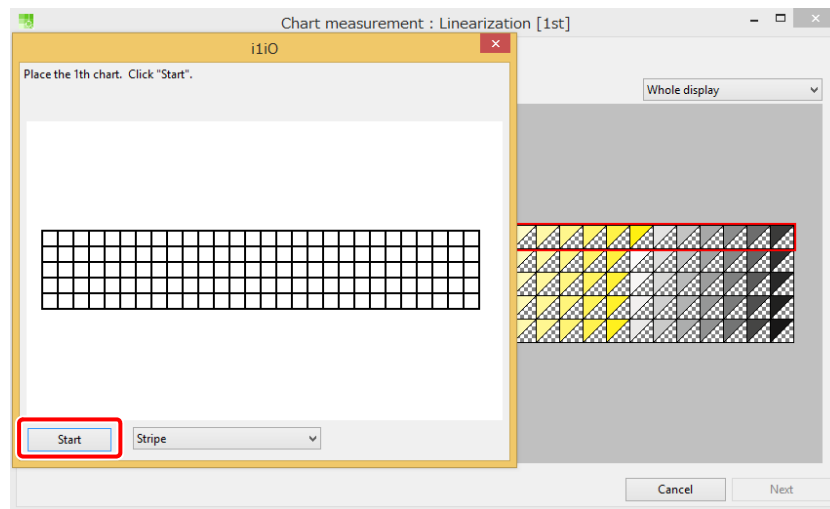 Chart measurement : Linearization [1st]
i1iO
Place the 1th chart. Click "Start".
Whole display
Start
Stripe
Cancel
Next